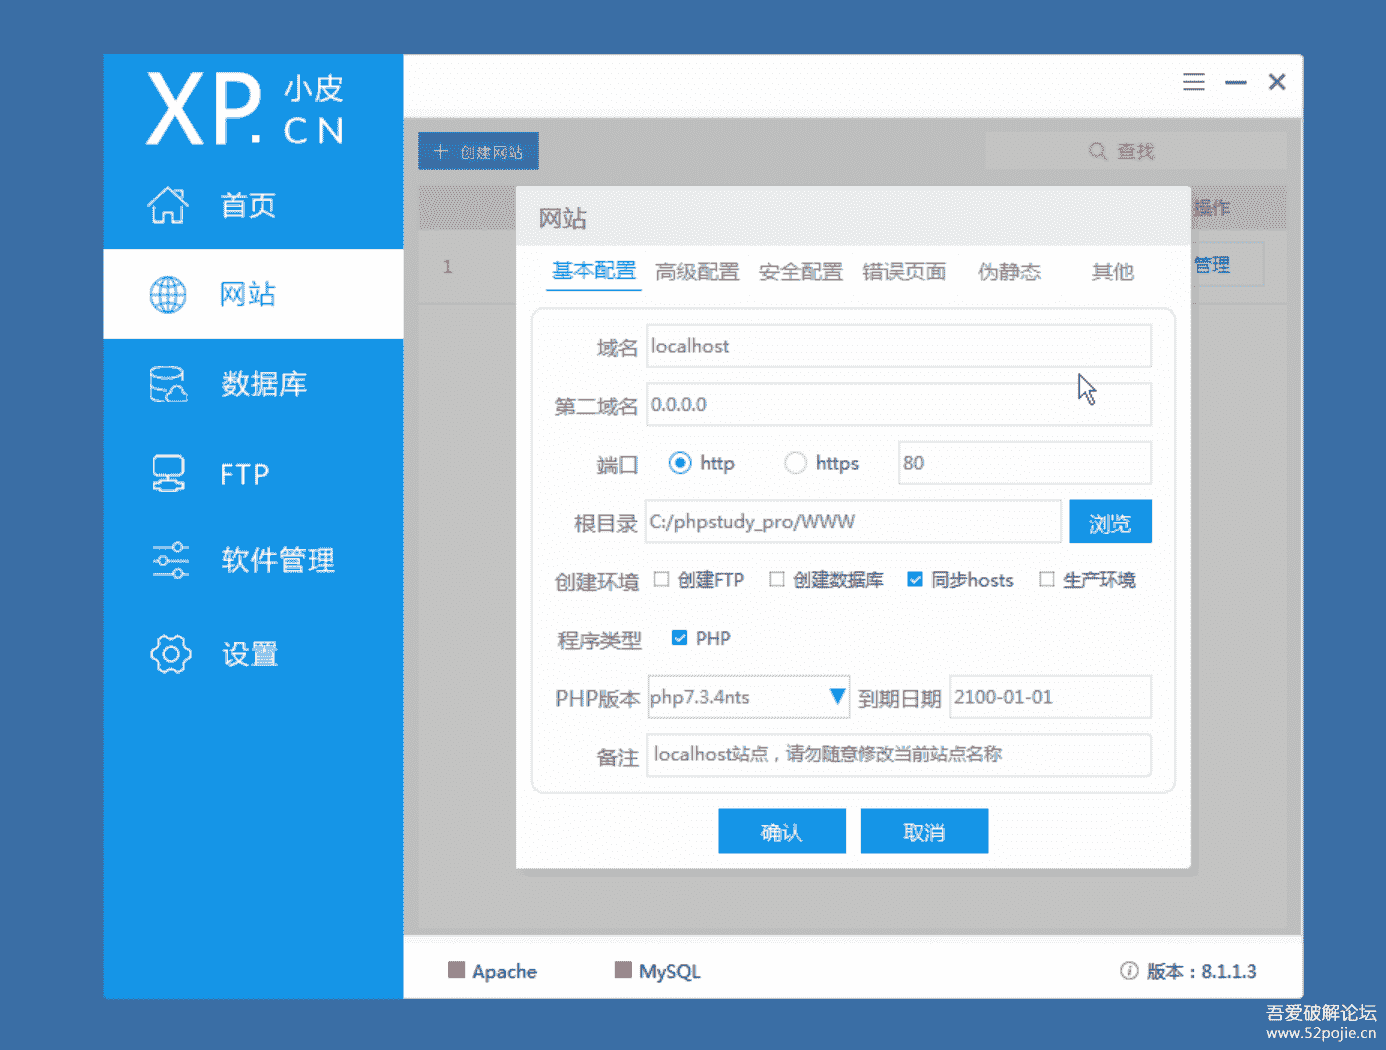 XP. 小皮 CN
首页
网站
数据库
FTP
软件管理
设置
+ 创建网站
查找
操作
1
管理
网站
基本配置 高级配置 安全配置 错误页面 伪静态 其他
域名 localhost
第二域名 0.0.0.0
端口 http https 80
根目录 C:/phpstudy_pro/WWW 浏览
创建环境 创建FTP 创建数据库 同步hosts 生产环境
程序类型 PHP
PHP版本 php7.3.4nts 到期日期 2100-01-01
备注 localhost站点，请勿随意修改当前站点名称
确认 取消
Apache MySQL 版本：8.1.1.3
吾爱破解论坛
www.52pojie.cn